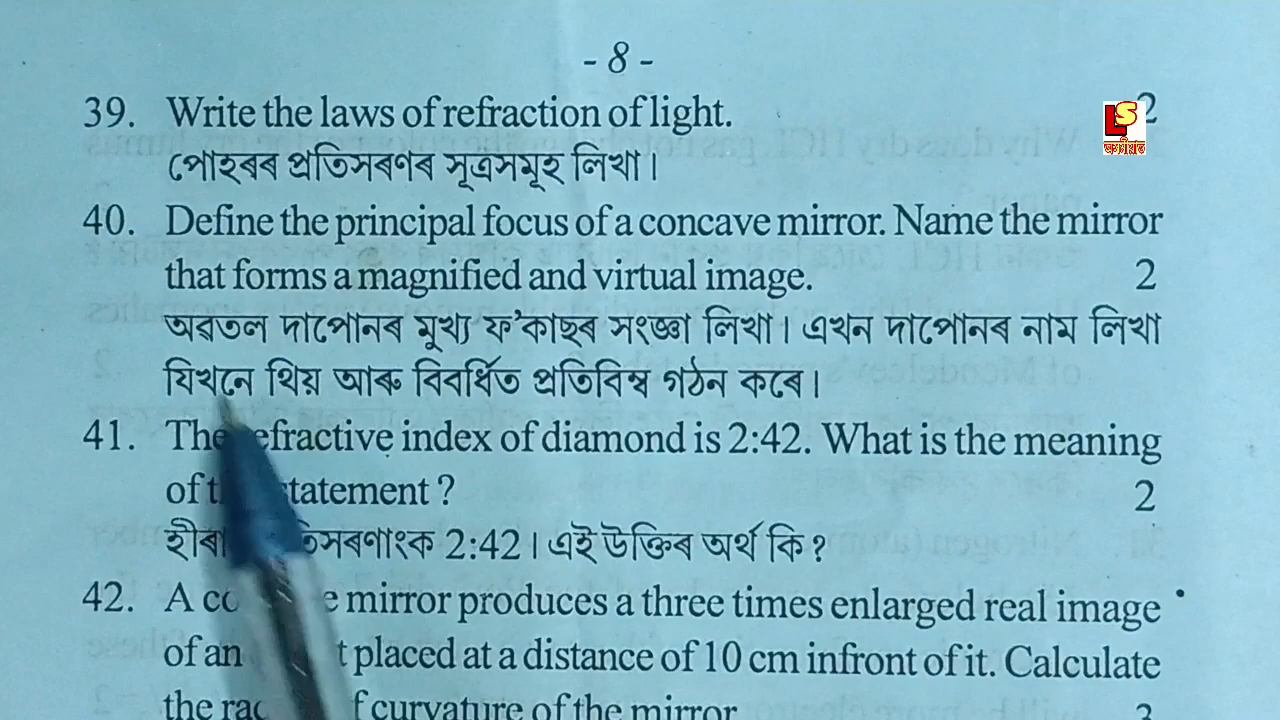 - 8 -
39. Write the laws of refraction of light. 2
পোহৰৰ প্ৰতিসৰণৰ সূত্ৰসমূহ লিখা।
LS
অসমীয়াত
40. Define the principal focus of a concave mirror. Name the mirror
that forms a magnified and virtual image. 2
অৱতল দাপোনৰ মুখ্য ফ'কাছৰ সংজ্ঞা লিখা। এখন দাপোনৰ নাম লিখা
যিখনে থিয় আৰু বিবৰ্ধিত প্ৰতিবিম্ব গঠন কৰে।
41. The refractive index of diamond is 2:42. What is the meaning
of statement ? 2
হীৰা 2:42। এই উক্তিৰ অৰ্থ কি ?
42. A mirror produces a three times enlarged real image
of an placed at a distance of 10 cm infront of it. Calculate
the curvature of the mirror 3